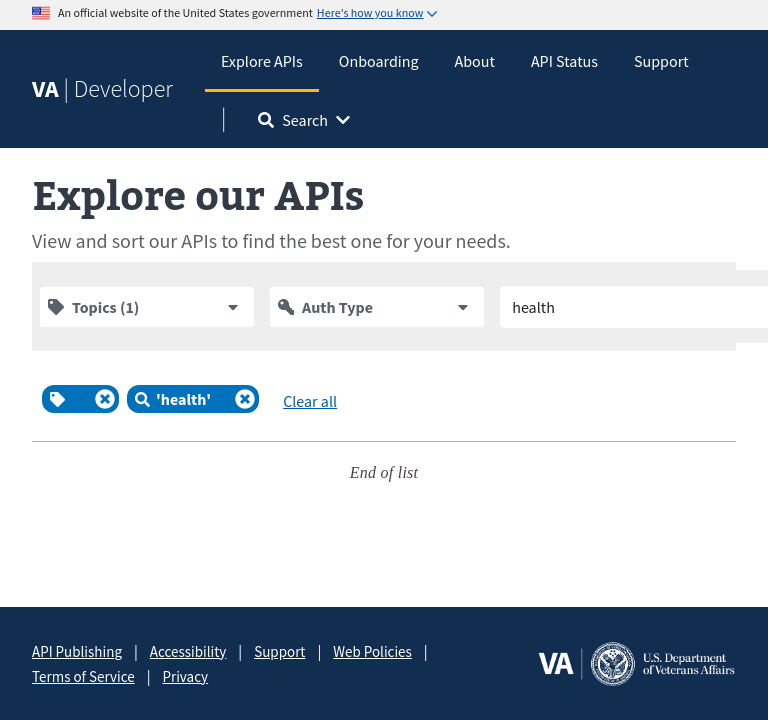 An official website of the United States government Here's how you know
VA | Developer
Explore APIs Onboarding About API Status Support
| Search
Explore our APIs
View and sort our APIs to find the best one for your needs.
Topics (1) Auth Type health
'health' Clear all
End of list
API Publishing | Accessibility | Support | Web Policies |
Terms of Service | Privacy
VA | U.S. Department
of Veterans Affairs